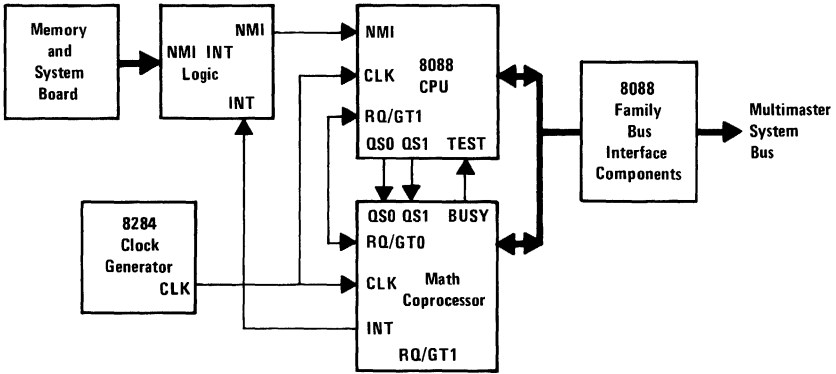 Memory
and
System
Board
NMI
NMI INT
Logic
INT
NMI
8088
CPU
CLK
RQ/GT1
QS0 QS1 TEST
8088
Family
Bus
Interface
Components
Multimaster
System
Bus
8284
Clock
Generator
CLK
QS0 QS1 BUSY
RQ/GT0
CLK
Math
Coprocessor
INT
RQ/GT1